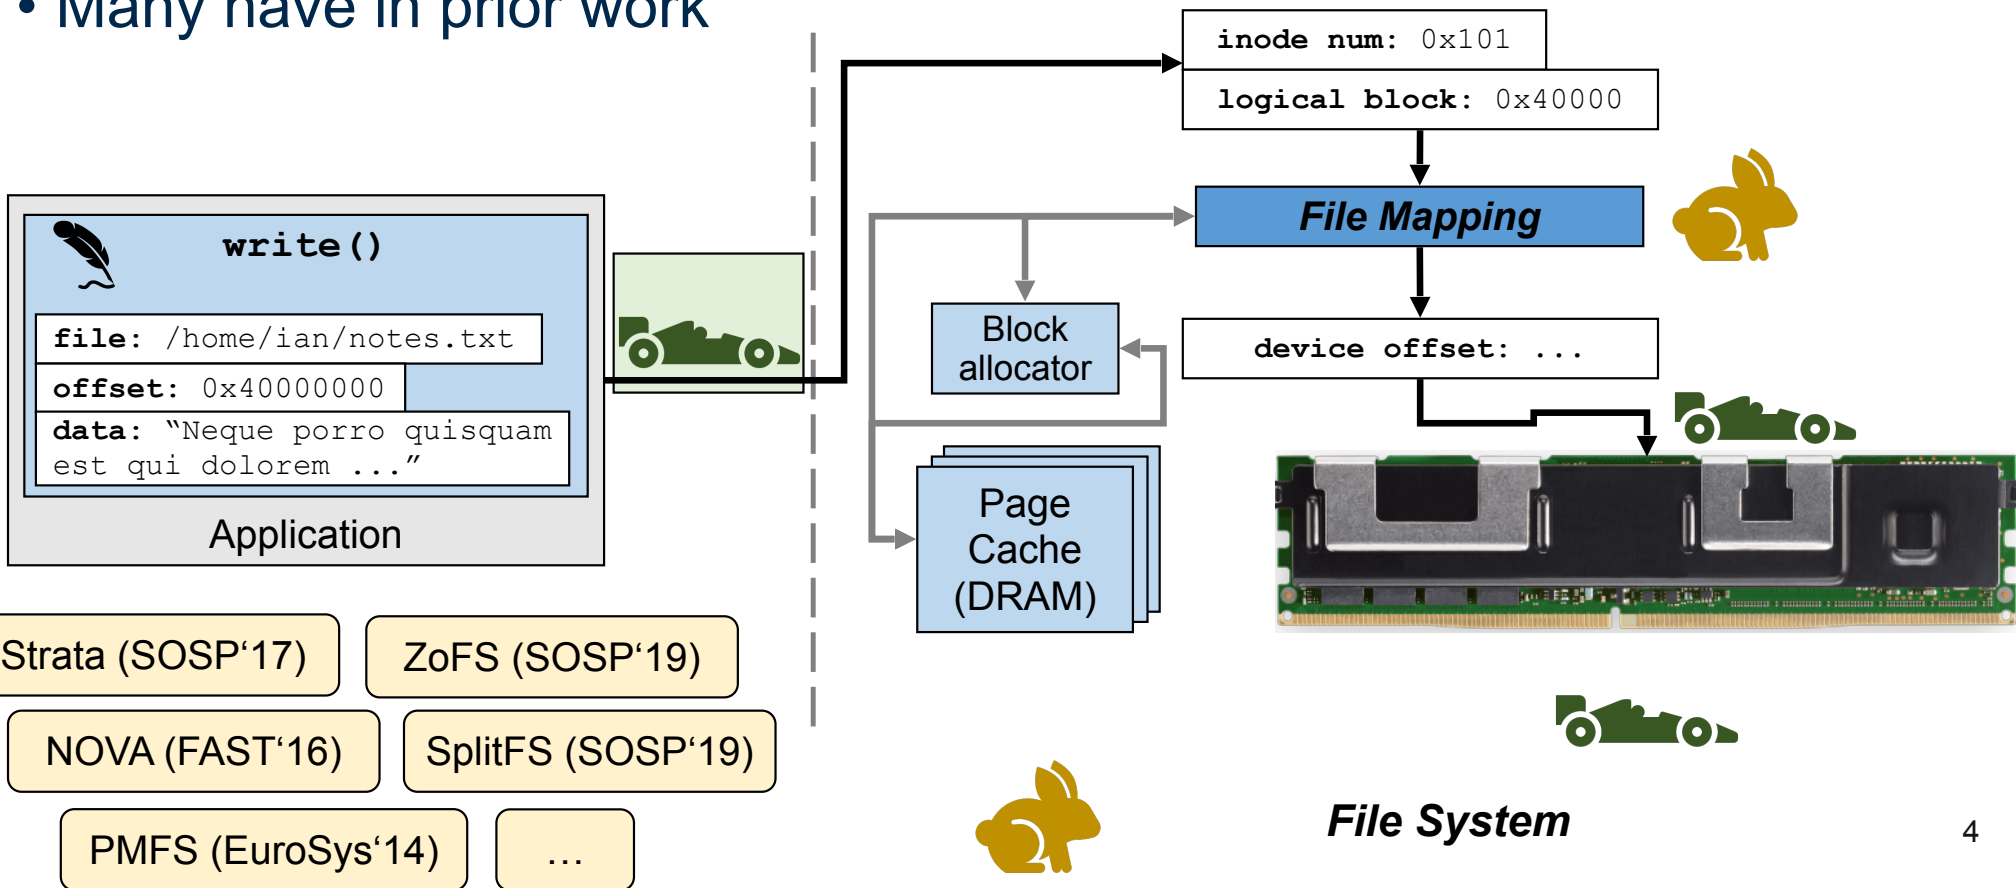 • Many have in prior work
write()
file: /home/ian/notes.txt
offset: 0x40000000
data: “Neque porro quisquam
est qui dolorem ...”
Application
Strata (SOSP‘17)
ZoFS (SOSP‘19)
NOVA (FAST‘16)
SplitFS (SOSP‘19)
PMFS (EuroSys‘14)
...
inode num: 0x101
logical block: 0x40000
File Mapping
Block
allocator
device offset: ...
Page
Cache
(DRAM)
File System
4